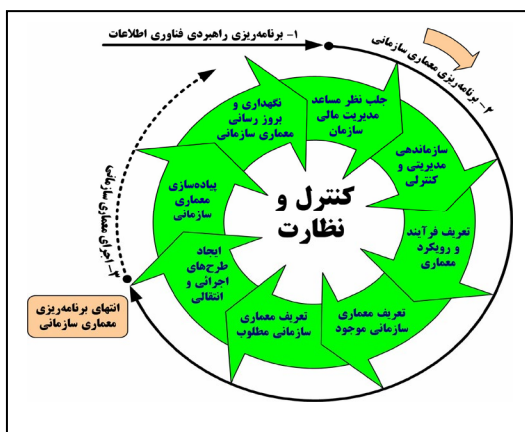 ۱- برنامه‌ریزی راهبردی فناوری اطلاعات
۲- برنامه‌ریزی معماری سازمانی
جلب نظر مساعد
مدیریت مالی
سازمان
سازماندهی
مدیریتی و
کنترلی
تعریف فرآیند
و رویکرد
معماری
تعریف معماری
سازمانی موجود
تعریف معماری
سازمانی مطلوب
ایجاد
طرح‌های
اجرائی و
انتقالی
پیاده‌سازی
معماری
سازمانی
نگهداری و
بروز رسانی
معماری سازمانی
کنترل و
نظارت
۳- اجرای معماری سازمانی
انتهای برنامه‌ریزی
معماری سازمانی